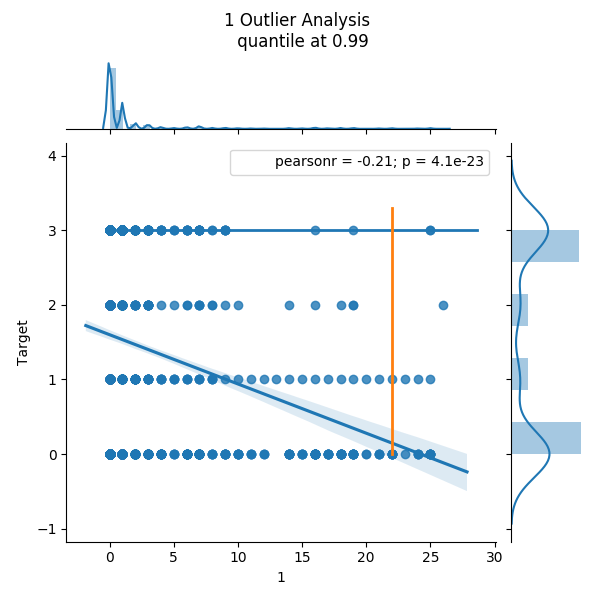 1 Outlier Analysis
quantile at 0.99
pearsonr = -0.21; p = 4.1e-23
4
3
2
1
0
−1
Target
0 5 10 15 20 25 30
1